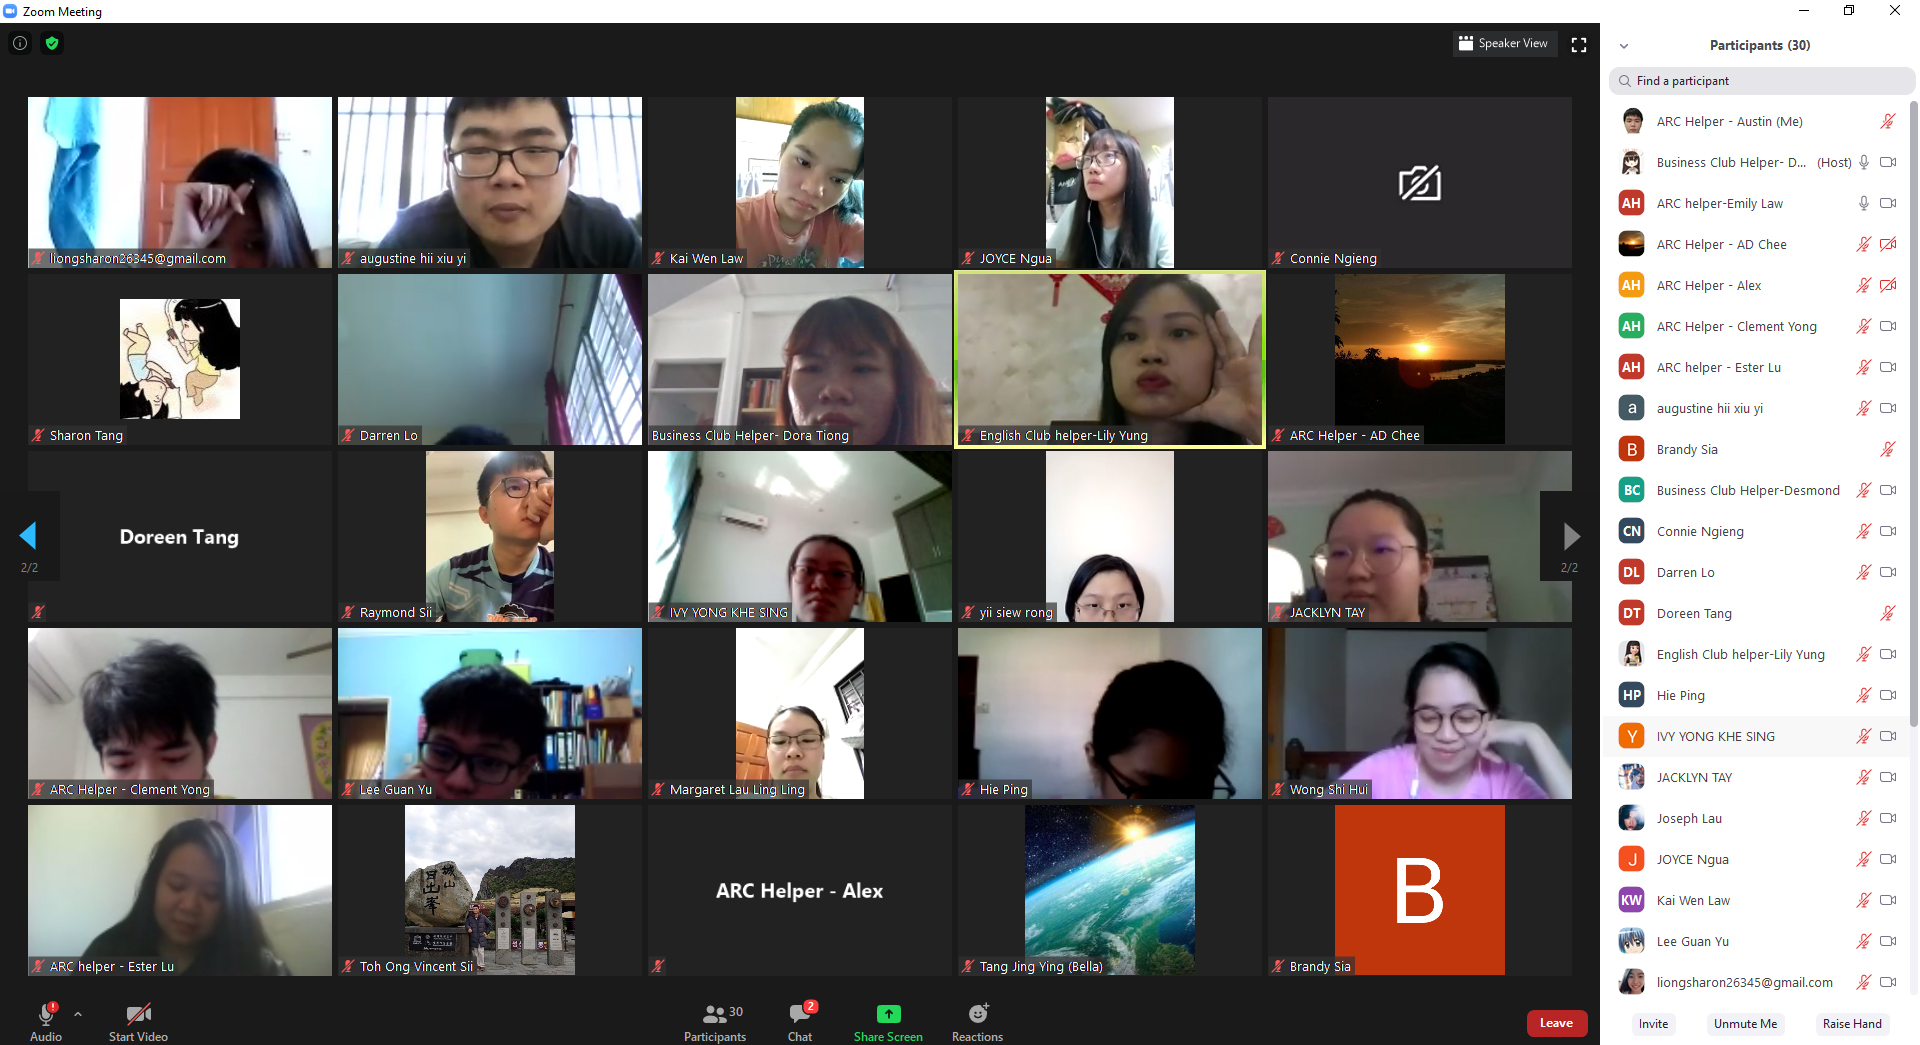 Zoom Meeting
Speaker View
liongsharon26345@gmail.com
augustine hii xiu yi
Kai Wen Law
JOYCE Ngua
Connie Ngieng
Sharon Tang
Darren Lo
Business Club Helper- Dora Tiong
English Club helper-Lily Yung
ARC Helper - AD Chee
Doreen Tang
Raymond Sii
IVY YONG KHE SING
yii siew rong
JACKLYN TAY
2/2
2/2
ARC Helper - Clement Yong
Lee Guan Yu
Margaret Lau Ling Ling
Hie Ping
Wong Shi Hui
ARC helper - Ester Lu
城山
日出峯
Toh Ong Vincent Sii
ARC Helper - Alex
Tang Jing Ying (Bella)
B
Brandy Sia
Audio
Start Video
Participants
30
Chat
2
Share Screen
Reactions
Leave
Participants (30)
Find a participant
ARC Helper - Austin (Me)
Business Club Helper- D... (Host)
AH ARC helper-Emily Law
ARC Helper - AD Chee
AH ARC Helper - Alex
AH ARC Helper - Clement Yong
AH ARC helper - Ester Lu
a augustine hii xiu yi
B Brandy Sia
BC Business Club Helper-Desmond
CN Connie Ngieng
DL Darren Lo
DT Doreen Tang
English Club helper-Lily Yung
HP Hie Ping
Y IVY YONG KHE SING
JACKLYN TAY
Joseph Lau
J JOYCE Ngua
KW Kai Wen Law
Lee Guan Yu
liongsharon26345@gmail.com
Invite
Unmute Me
Raise Hand